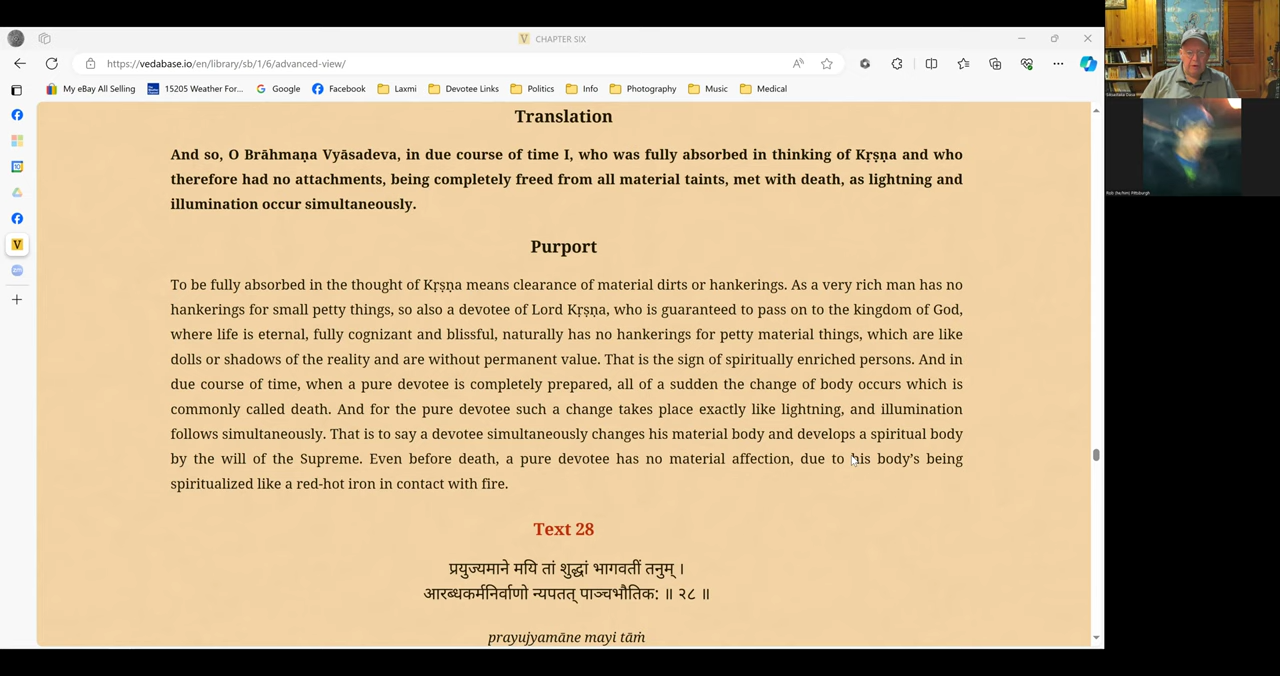 CHAPTER SIX
https://vedabase.io/en/library/sb/1/6/advanced-view/
My eBay All Selling
15205 Weather For...
Google
Facebook
Laxmi
Devotee Links
Politics
Info
Photography
Music
Medical
Translation
And so, O Brāhmaṇa Vyāsadeva, in due course of time I, who was fully absorbed in thinking of Kṛṣṇa and who
therefore had no attachments, being completely freed from all material taints, met with death, as lightning and
illumination occur simultaneously.
Purport
To be fully absorbed in the thought of Kṛṣṇa means clearance of material dirts or hankerings. As a very rich man has no
hankerings for small petty things, so also a devotee of Lord Kṛṣṇa, who is guaranteed to pass on to the kingdom of God,
where life is eternal, fully cognizant and blissful, naturally has no hankerings for petty material things, which are like
dolls or shadows of the reality and are without permanent value. That is the sign of spiritually enriched persons. And in
due course of time, when a pure devotee is completely prepared, all of a sudden the change of body occurs which is
commonly called death. And for the pure devotee such a change takes place exactly like lightning, and illumination
follows simultaneously. That is to say a devotee simultaneously changes his material body and develops a spiritual body
by the will of the Supreme. Even before death, a pure devotee has no material affection, due to his body’s being
spiritualized like a red-hot iron in contact with fire.
Text 28
प्रयुज्यमाने मयि तां शुद्धां भागवतीं तनुम् ।
आरब्धकर्मनिर्वाणो न्यपतत् पाञ्चभौतिक: ॥ २८ ॥
prayujyamāne mayi tāṁ